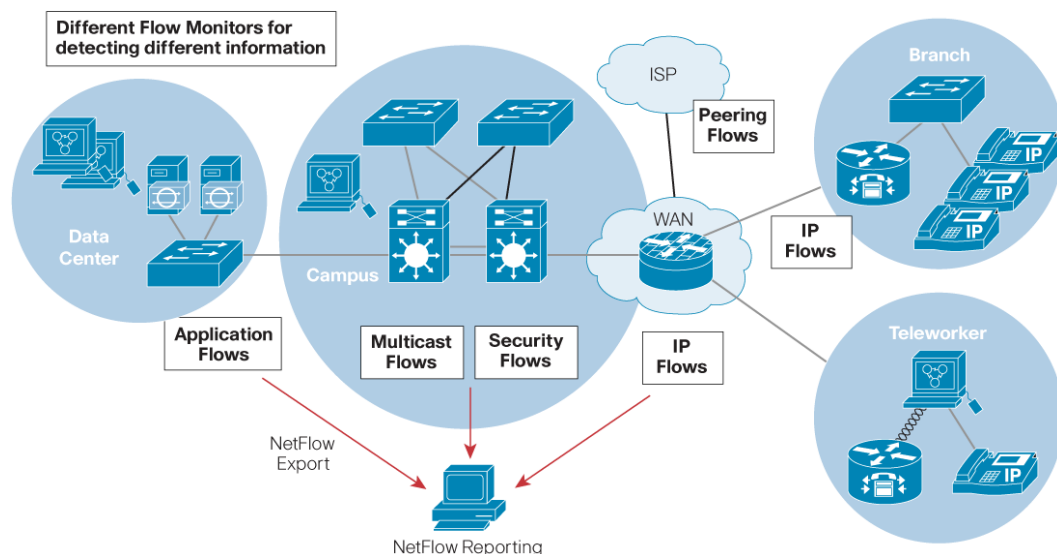 Different Flow Monitors for
detecting different information
ISP
Branch
Peering
Flows
IP
IP
IP
WAN
Data
Center
Campus
IP
Flows
Application
Flows
Multicast
Flows
Security
Flows
IP
Flows
Teleworker
IP
NetFlow
Export
NetFlow Reporting